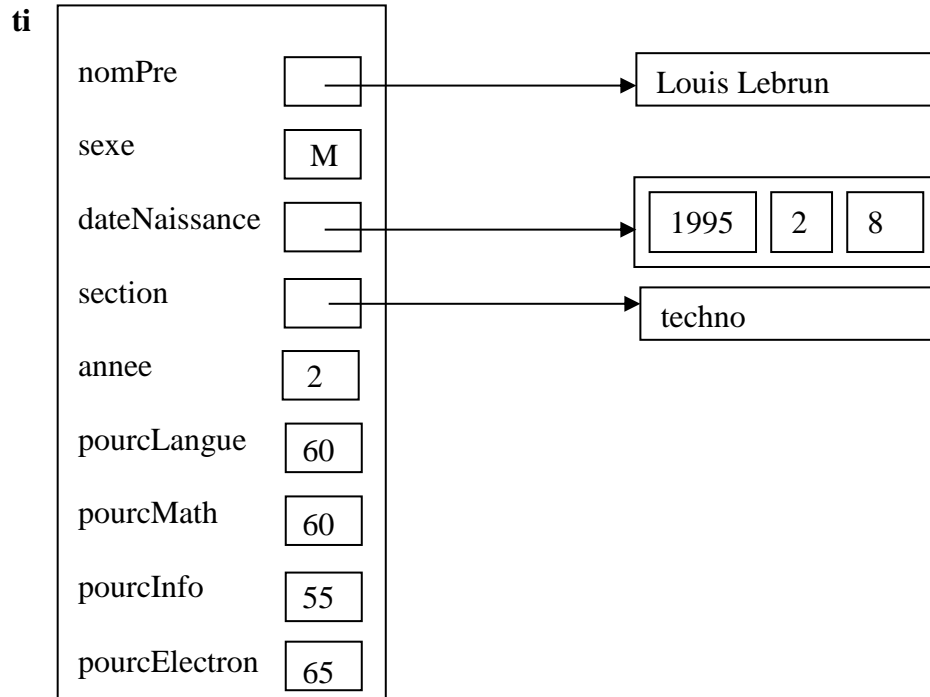 ti
nomPre Louis Lebrun
sexe M
dateNaissance 1995 2 8
section techno
annee 2
pourcLangue 60
pourcMath 60
pourcInfo 55
pourcElectron 65